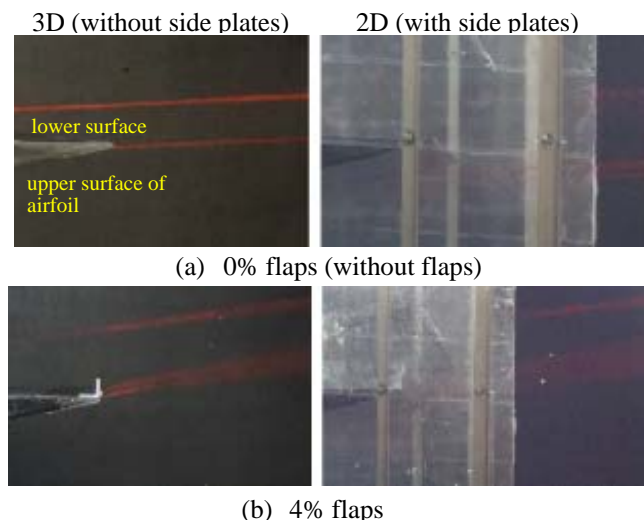 3D (without side plates) 2D (with side plates)
lower surface
upper surface of
airfoil
(a) 0% flaps (without flaps)
(b) 4% flaps